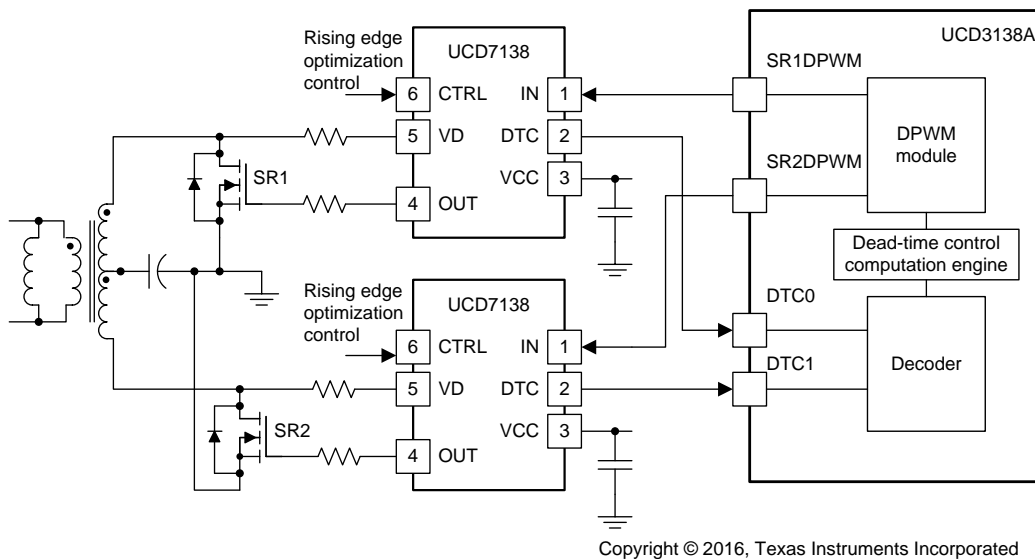 UCD3138A
UCD7138
Rising edge
optimization
control
6 CTRL IN 1
5 VD DTC 2
VCC 3
4 OUT
SR1
SR1DPWM
SR2DPWM
DPWM
module
Dead-time control
computation engine
DTC0
DTC1
Decoder
Rising edge
optimization
control
UCD7138
6 CTRL IN 1
5 VD DTC 2
VCC 3
4 OUT
SR2
Copyright © 2016, Texas Instruments Incorporated